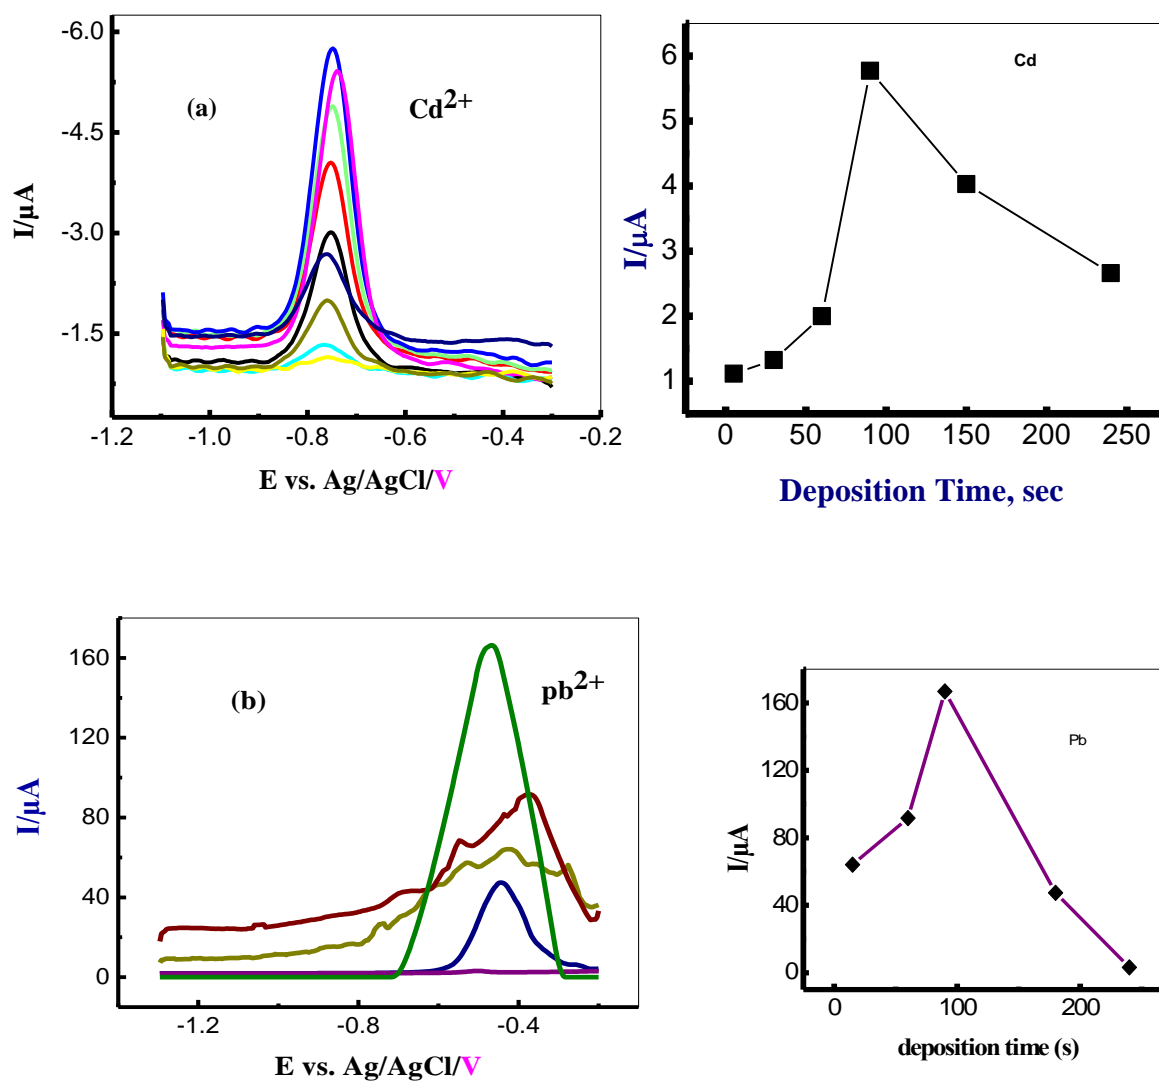 -6.0
-4.5
-3.0
-1.5
I/µA
(a)
Cd2+
-1.2
-1.0
-0.8
-0.6
-0.4
-0.2
E vs. Ag/AgCl/V
6
5
4
3
2
1
I/µA
Cd
0
50
100
150
200
250
Deposition Time, sec
160
120
80
40
0
I/µA
(b)
pb2+
-1.2
-0.8
-0.4
E vs. Ag/AgCl/V
160
120
80
40
0
I/µA
Pb
0
100
200
deposition time (s)